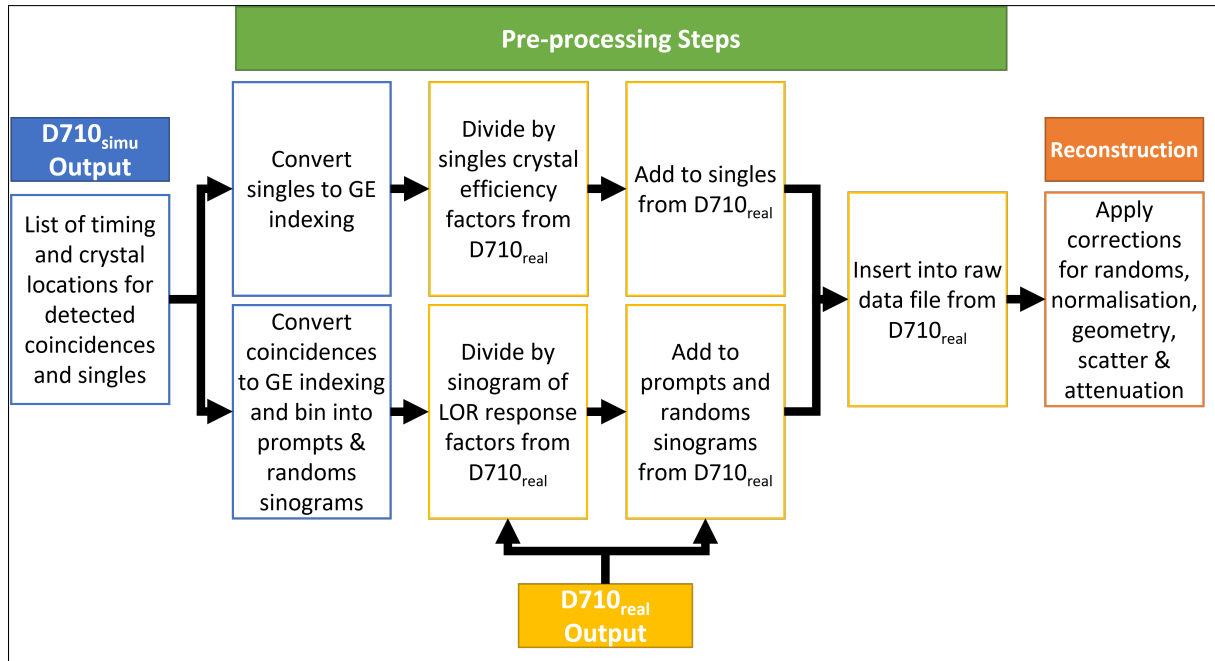 Pre-processing Steps
D710simu
Output
List of timing
and crystal
locations for
detected
coincidences
and singles
Convert
singles to GE
indexing
Divide by
singles crystal
efficiency
factors from
D710real
Add to singles
from D710real
Convert
coincidences
to GE indexing
and bin into
prompts &
randoms
sinograms
Divide by
sinogram of
LOR response
factors from
D710real
Add to
prompts and
randoms
sinograms
from D710real
Insert into raw
data file from
D710real
Reconstruction
Apply
corrections
for randoms,
normalisation,
geometry,
scatter &
attenuation
D710real
Output